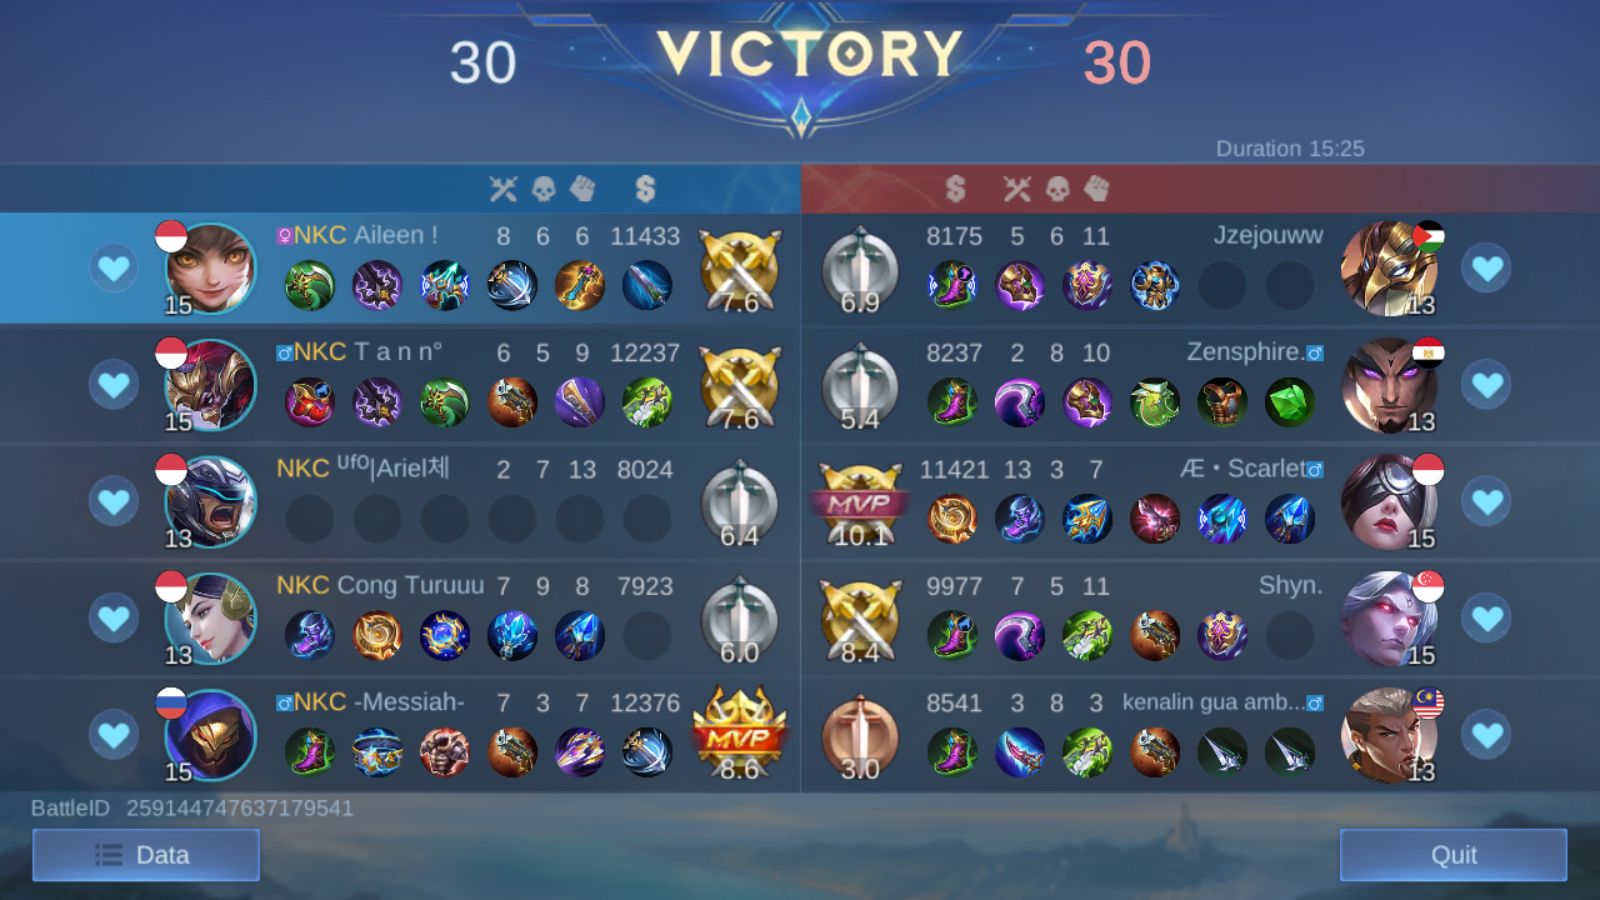 30 VICTORY 30
Duration 15:25
NKC Aileen ! 8 6 6 11433
15 7.6
6.9 8175 5 6 11 Jzejouww
13
NKC T a n n° 6 5 9 12237
15 7.6
5.4 8237 2 8 10 Zensphire.
13
NKC ᵁᶠᴼ|Ariel체 2 7 13 8024
13 6.4
MVP 10.1 11421 13 3 7 Æ • Scarlet
15
NKC Cong Turuuu 7 9 8 7923
13 6.0
8.4 9977 7 5 11 Shyn.
15
NKC -Messiah- 7 3 7 12376
15 MVP 8.6
3.0 8541 3 8 3 kenalin gua amb...
13
BattleID 259144747637179541
Data
Quit